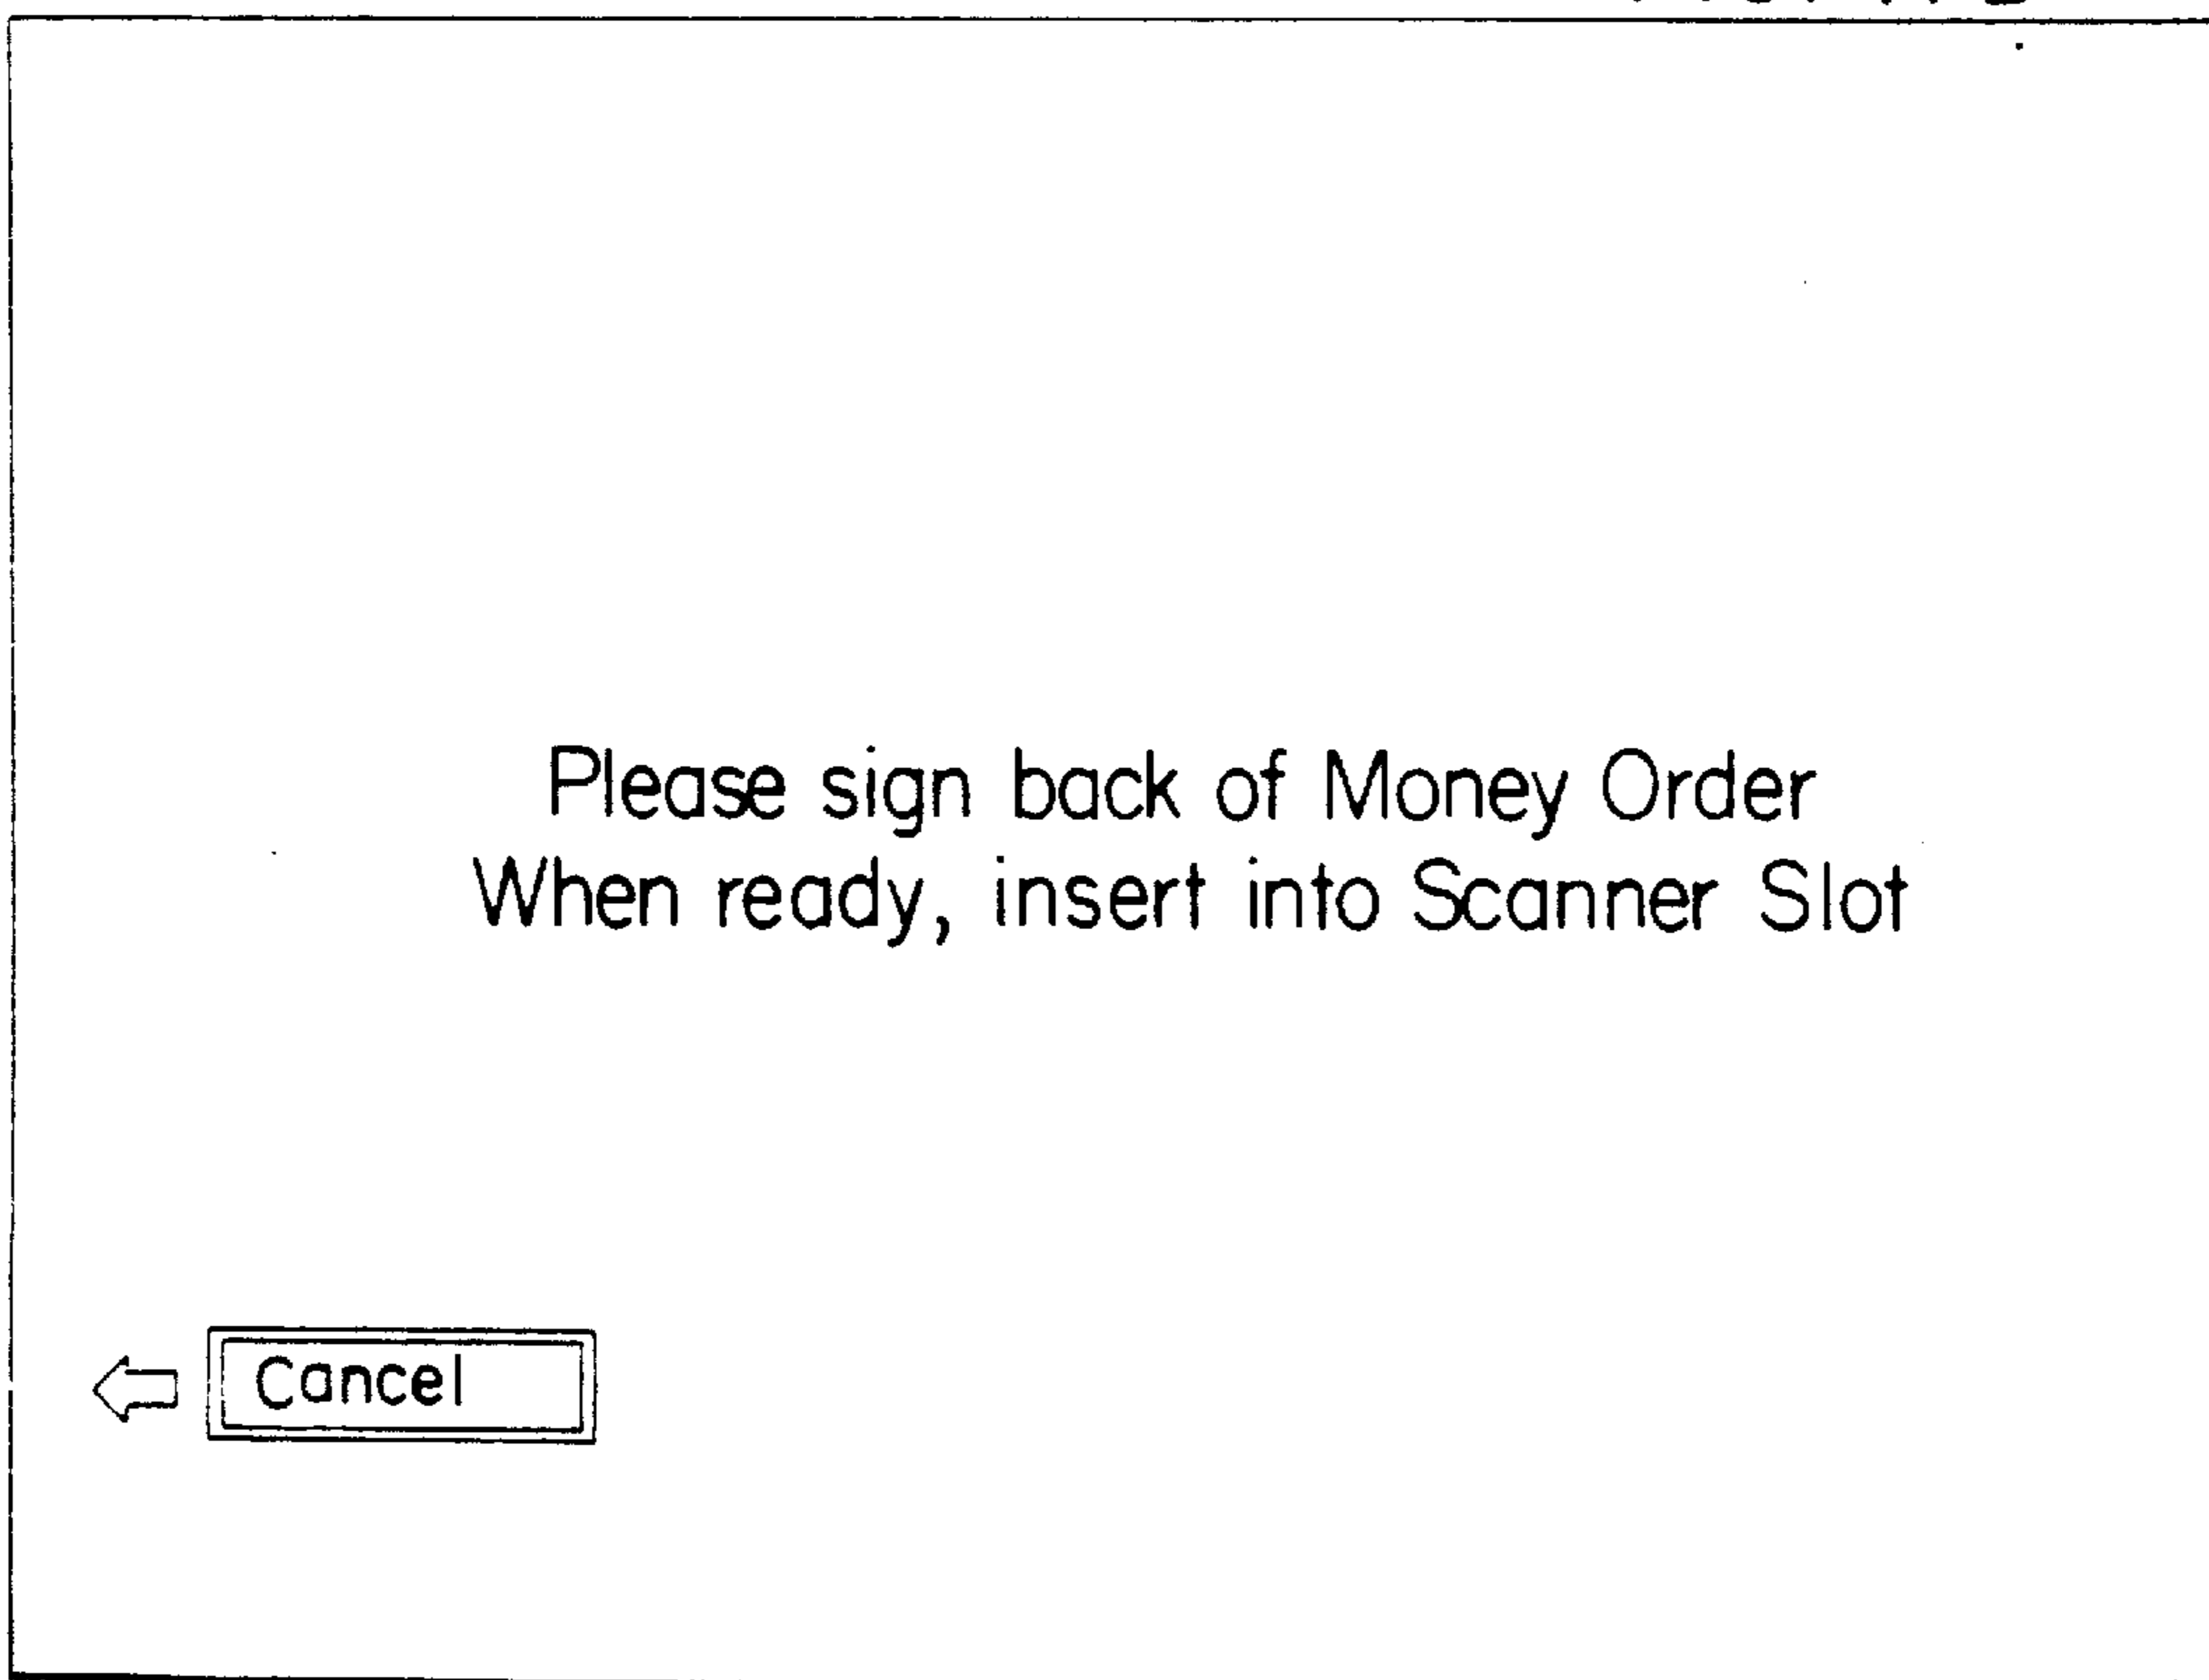 Please sign back of Money Order
When ready, insert into Scanner Slot
Cancel